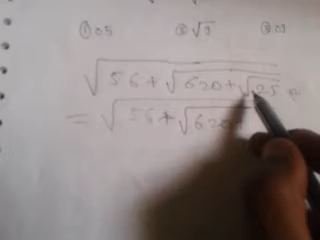 ① 05 ② √3 ③ 03
√56+√620+√25
= √56+√620